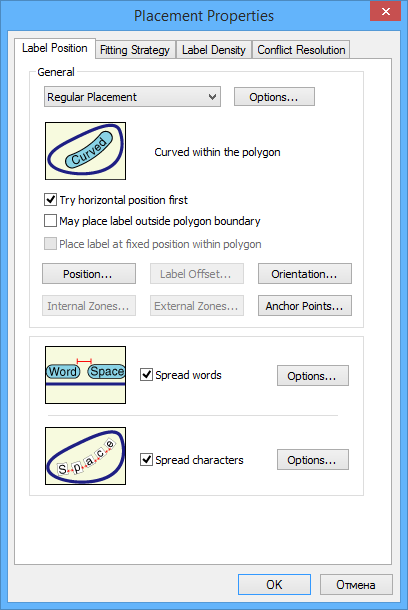 Placement Properties
Label Position Fitting Strategy Label Density Conflict Resolution
General
Regular Placement Options...
Curved
Curved within the polygon
Try horizontal position first
May place label outside polygon boundary
Place label at fixed position within polygon
Position... Label Offset... Orientation...
Internal Zones... External Zones... Anchor Points...
Word Space Spread words Options...
Space Spread characters Options...
OK Отмена